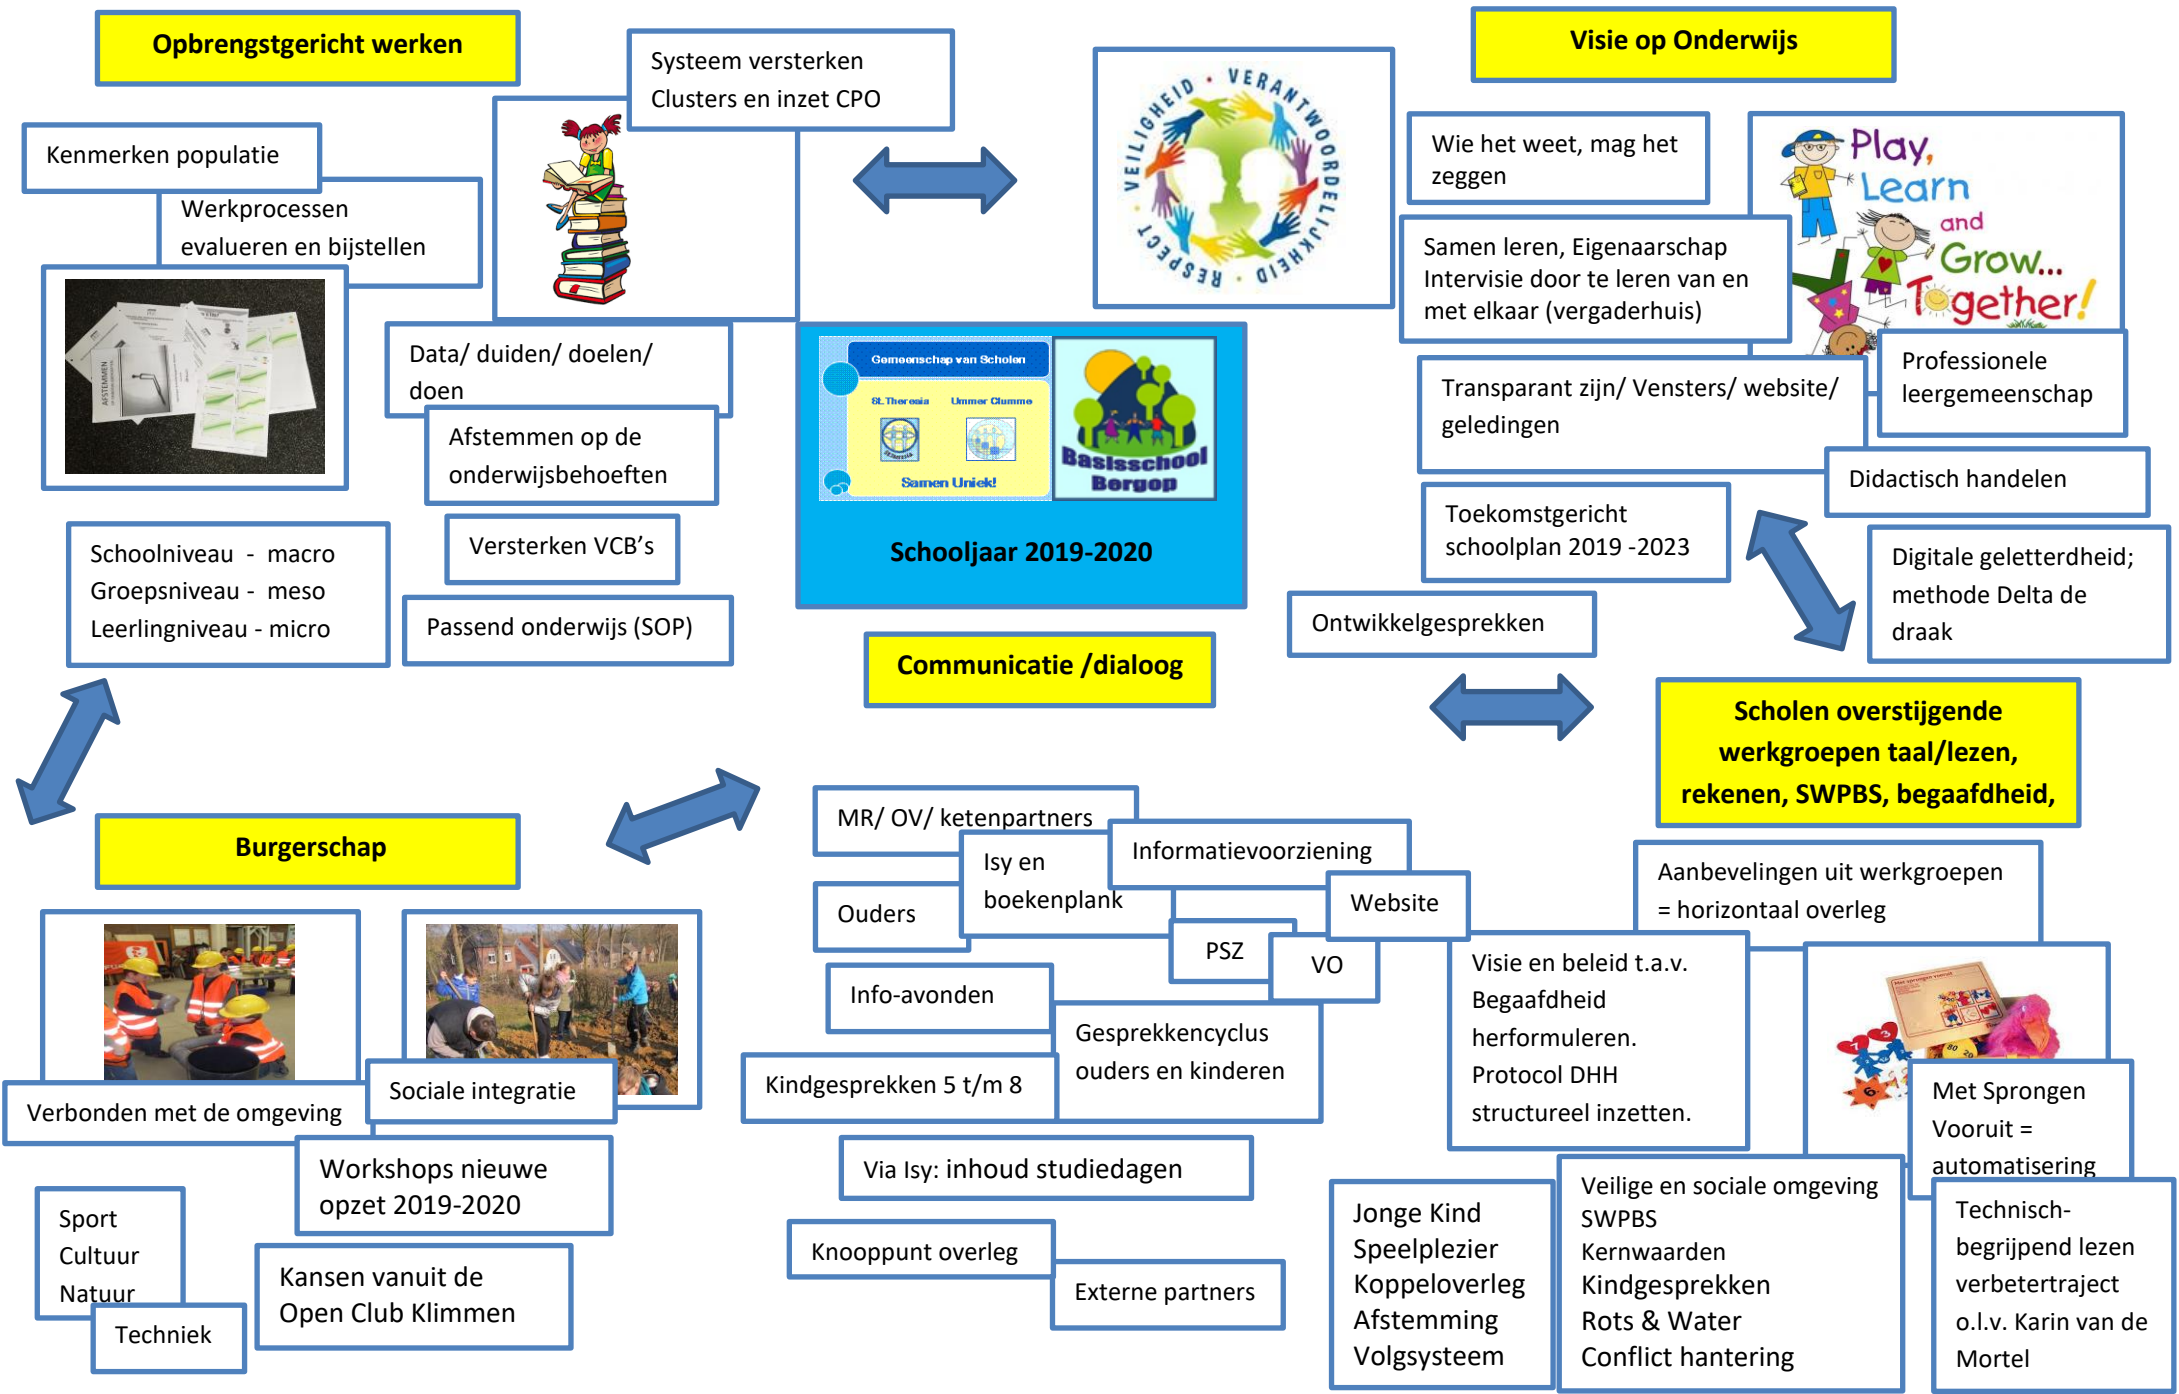 Opbrengstgericht werken
Systeem versterken
Clusters en inzet CPO
Kenmerken populatie
Werkprocessen
evalueren en bijstellen
AFSTEMMEN
Data/ duiden/ doelen/
doen
Afstemmen op de
onderwijsbehoeften
Versterken VCB's
Passend onderwijs (SOP)
Schoolniveau - macro
Groepsniveau - meso
Leerlingniveau - micro
VEILIGHEID · VERANTWOORDELIJKHEID · RESPECT ·
Gemeenschap van Scholen
St. Theresia Ummer Clumme
Samen Uniek!
Basisschool
Bergop
Schooljaar 2019-2020
Visie op Onderwijs
Wie het weet, mag het
zeggen
Play,
Learn
and
Grow...
Together!
Samen leren, Eigenaarschap
Intervisie door te leren van en
met elkaar (vergaderhuis)
Professionele
leergemeenschap
Transparant zijn/ Vensters/ website/
geledingen
Didactisch handelen
Toekomstgericht
schoolplan 2019 -2023
Digitale geletterdheid;
methode Delta de
draak
Ontwikkelgesprekken
Communicatie /dialoog
MR/ OV/ ketenpartners
Isy en
boekenplank
Informatievoorziening
Website
Ouders
PSZ
VO
Info-avonden
Gesprekkencyclus
ouders en kinderen
Kindgesprekken 5 t/m 8
Via Isy: inhoud studiedagen
Knooppunt overleg
Externe partners
Burgerschap
Verbonden met de omgeving
Sociale integratie
Workshops nieuwe
opzet 2019-2020
Sport
Cultuur
Natuur
Techniek
Kansen vanuit de
Open Club Klimmen
Scholen overstijgende
werkgroepen taal/lezen,
rekenen, SWPBS, begaafdheid,
Aanbevelingen uit werkgroepen
= horizontaal overleg
Visie en beleid t.a.v.
Begaafdheid
herformuleren.
Protocol DHH
structureel inzetten.
Met sprongen vooruit
Met Sprongen
Vooruit =
automatisering
Jonge Kind
Speelplezier
Koppeloverleg
Afstemming
Volgsysteem
Veilige en sociale omgeving
SWPBS
Kernwaarden
Kindgesprekken
Rots & Water
Conflict hantering
Technisch-
begrijpend lezen
verbetertraject
o.l.v. Karin van de
Mortel